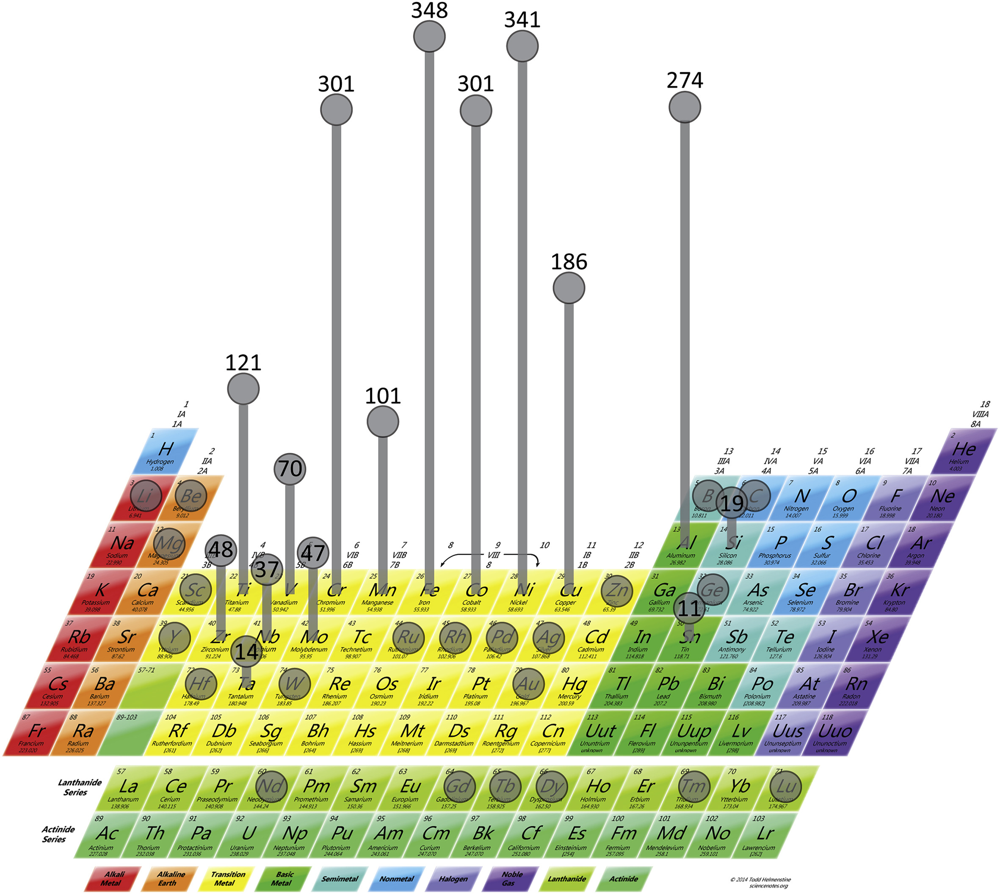 348
341
301
301
274
186
121
101
70
48
47
37
19
14
11
1
IA
1A
2
IIA
2A
3B
4
IVB
5B
6
VIB
6B
7
VIIB
7B
8
9
VIII
8
10
11
IB
1B
12
IIB
2B
13
IIIA
3A
14
IVA
4A
15
VA
5A
16
VIA
6A
17
VIIA
7A
18
VIIIA
8A
1
H
Hydrogen
1.008
2
He
Helium
4.003
3
Li
Lithium
6.941
4
Be
Beryllium
9.012
5
B
Boron
10.811
6
C
7
N
Nitrogen
14.007
8
O
Oxygen
15.999
9
F
Fluorine
18.998
10
Ne
Neon
20.180
11
Na
Sodium
22.990
12
Mg
Magnesium
24.305
13
Al
Aluminum
26.982
14
Si
Silicon
28.086
15
P
Phosphorus
30.974
16
S
Sulfur
32.066
17
Cl
Chlorine
35.453
18
Ar
Argon
39.948
19
K
Potassium
39.098
20
Ca
Calcium
40.078
21
Sc
Scandium
44.956
22
Ti
Titanium
47.88
23
V
Vanadium
50.942
24
Cr
Chromium
51.996
25
Mn
Manganese
54.938
26
Fe
Iron
55.933
27
Co
Cobalt
58.933
28
Ni
Nickel
58.693
29
Cu
Copper
63.546
30
Zn
Zinc
65.39
31
Ga
Gallium
69.732
32
Ge
33
As
Arsenic
74.922
34
Se
Selenium
78.972
35
Br
Bromine
79.904
36
Kr
Krypton
84.80
37
Rb
Rubidium
84.468
38
Sr
Strontium
87.62
39
Y
Yttrium
88.906
40
Zr
Zirconium
91.224
41
Nb
42
Mo
Molybdenum
95.95
43
Tc
Technetium
98.907
44
Ru
Ruthenium
101.07
45
Rh
Rhodium
102.906
46
Pd
Palladium
106.42
47
Ag
Silver
107.868
48
Cd
Cadmium
112.411
49
In
Indium
114.818
50
Sn
Tin
118.71
51
Sb
Antimony
121.760
52
Te
Tellurium
127.6
53
I
Iodine
126.904
54
Xe
Xenon
131.29
55
Cs
Cesium
132.905
56
Ba
Barium
137.327
57-71
72
Hf
Hafnium
178.49
73
Ta
Tantalum
180.948
74
W
Tungsten
183.85
75
Re
Rhenium
186.207
76
Os
Osmium
190.23
77
Ir
Iridium
192.22
78
Pt
Platinum
195.08
79
Au
Gold
196.967
80
Hg
Mercury
200.59
81
Tl
Thallium
204.383
82
Pb
Lead
207.2
83
Bi
Bismuth
208.980
84
Po
Polonium
[208.982]
85
At
Astatine
209.987
86
Rn
Radon
222.018
87
Fr
Francium
223.020
88
Ra
Radium
226.025
89-103
104
Rf
Rutherfordium
[261]
105
Db
Dubnium
[262]
106
Sg
Seaborgium
[266]
107
Bh
Bohrium
[264]
108
Hs
Hassium
[269]
109
Mt
Meitnerium
[268]
110
Ds
Darmstadtium
[269]
111
Rg
Roentgenium
[272]
112
Cn
Copernicium
[277]
113
Uut
Ununtrium
unknown
114
Fl
Flerovium
[289]
115
Uup
Ununpentium
unknown
116
Lv
Livermorium
[298]
117
Uus
Ununseptium
unknown
118
Uuo
Ununoctium
unknown
Lanthanide
Series
57
La
Lanthanum
138.906
58
Ce
Cerium
140.115
59
Pr
Praseodymium
140.908
60
Nd
Neodymium
144.24
61
Pm
Promethium
144.913
62
Sm
Samarium
150.36
63
Eu
Europium
151.966
64
Gd
Gadolinium
157.25
65
Tb
Terbium
158.925
66
Dy
Dysprosium
162.50
67
Ho
Holmium
164.930
68
Er
Erbium
167.26
69
Tm
Thulium
168.934
70
Yb
Ytterbium
173.04
71
Lu
Lutetium
174.967
Actinide
Series
89
Ac
Actinium
227.028
90
Th
Thorium
232.038
91
Pa
Protactinium
231.036
92
U
Uranium
238.029
93
Np
Neptunium
237.048
94
Pu
Plutonium
244.064
95
Am
Americium
243.061
96
Cm
Curium
247.070
97
Bk
Berkelium
247.070
98
Cf
Californium
251.080
99
Es
Einsteinium
[254]
100
Fm
Fermium
257.095
101
Md
Mendelevium
258.1
102
No
Nobelium
259.101
103
Lr
Lawrencium
[262]
Alkali
Metal
Alkaline
Earth
Transition
Metal
Basic
Metal
Semimetal
Nonmetal
Halogen
Noble
Gas
Lanthanide
Actinide
© 2014 Todd Helmenstine
sciencenotes.org